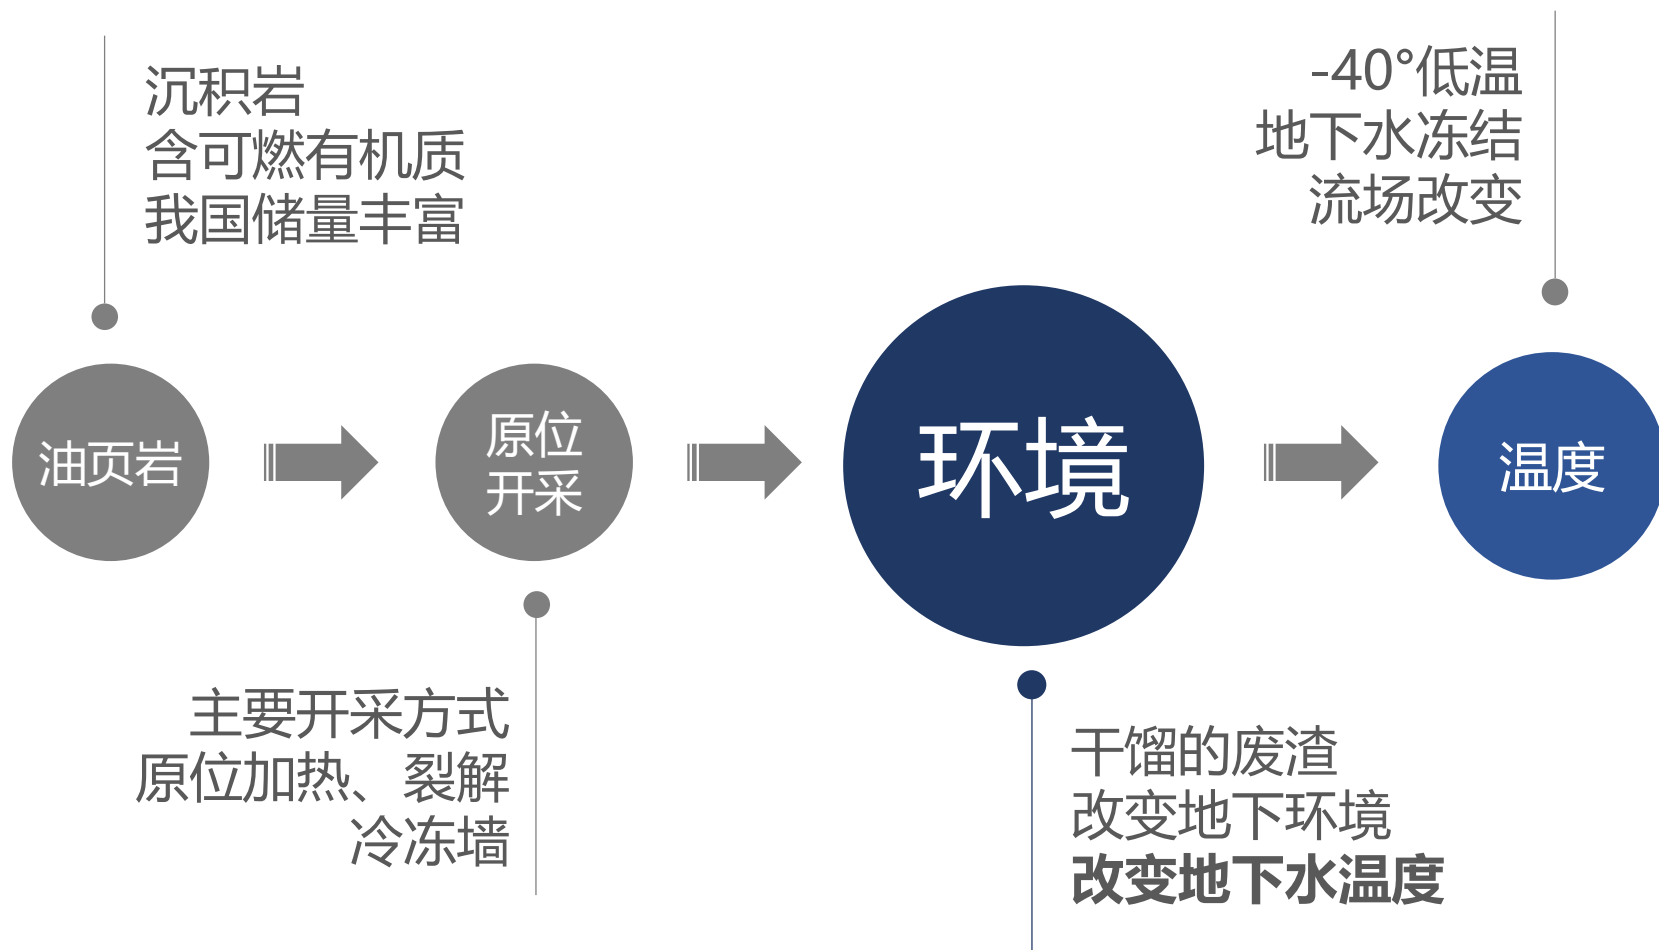 沉积岩
含可燃有机质
我国储量丰富
-40°低温
地下水冻结
流场改变
油页岩
原位
开采
环境
温度
主要开采方式
原位加热、裂解
冷冻墙
干馏的废渣
改变地下环境
改变地下水温度